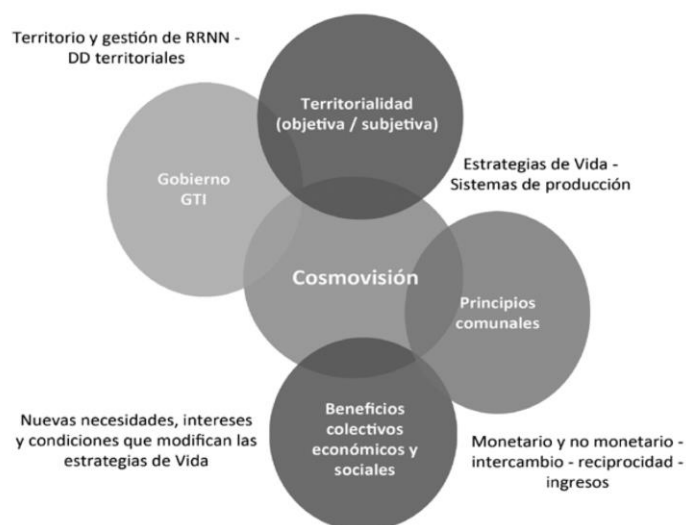 Territorio y gestión de RRNN -
DD territoriales
Territorialidad
(objetiva / subjetiva)
Gobierno
GTI
Estrategias de Vida -
Sistemas de producción
Cosmovisión
Principios
comunales
Beneficios
colectivos
económicos y
sociales
Nuevas necesidades, intereses
y condiciones que modifican las
estrategias de Vida
Monetario y no monetario -
intercambio - reciprocidad -
ingresos